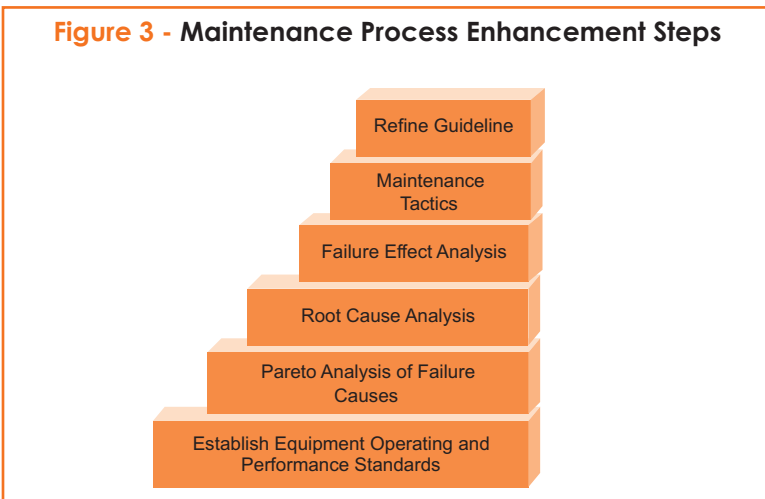 Figure 3 - Maintenance Process Enhancement Steps
Refine Guideline
Maintenance
Tactics
Failure Effect Analysis
Root Cause Analysis
Pareto Analysis of Failure
Causes
Establish Equipment Operating and
Performance Standards